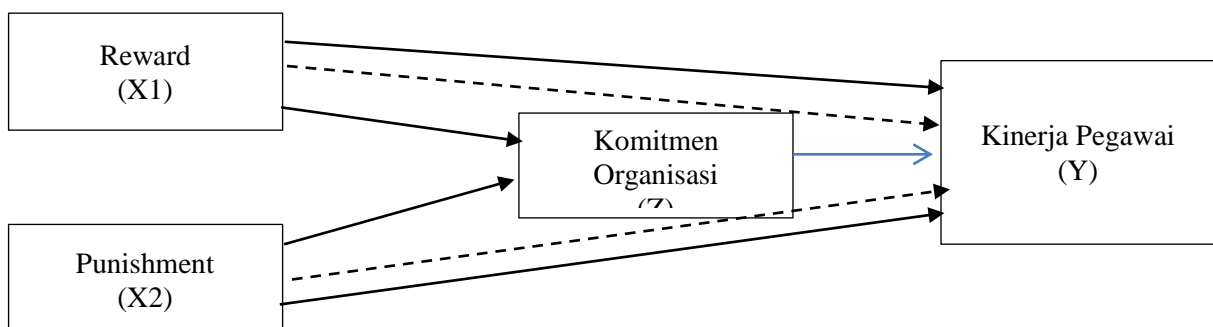 Reward
(X1)
Komitmen
Organisasi
(Z)
Kinerja Pegawai
(Y)
Punishment
(X2)